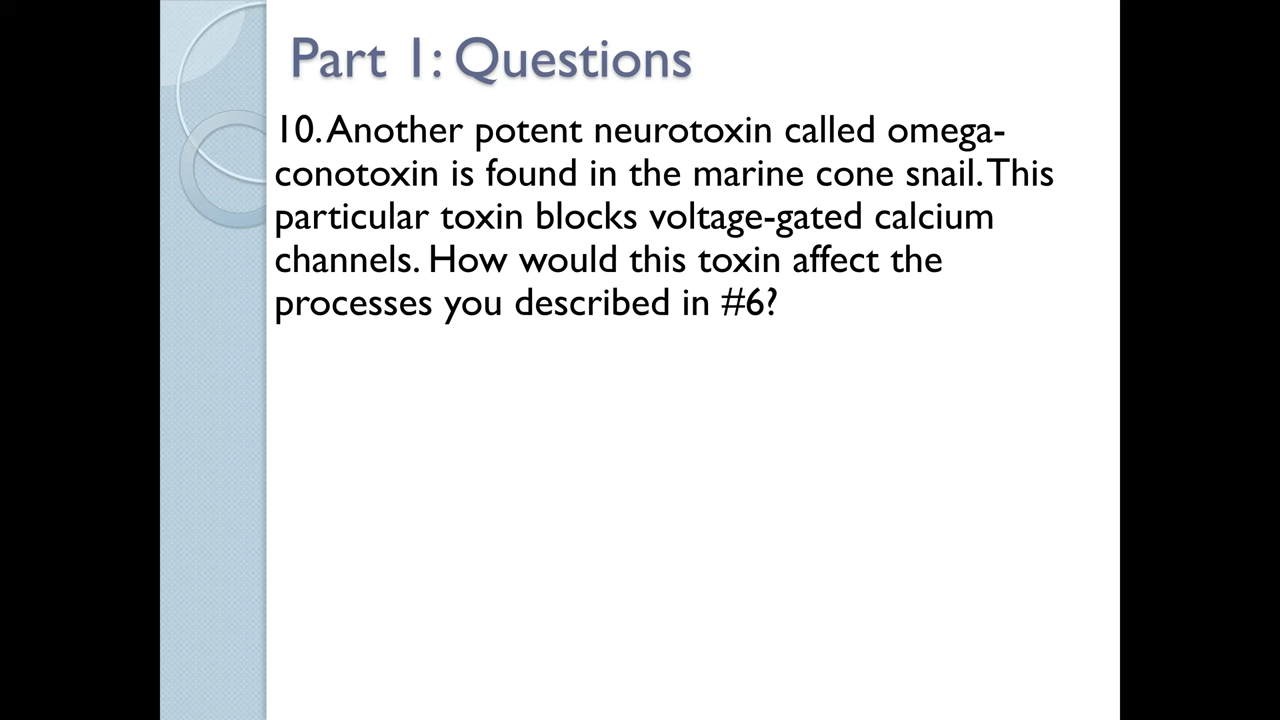 Part 1: Questions
10. Another potent neurotoxin called omega-
conotoxin is found in the marine cone snail. This
particular toxin blocks voltage-gated calcium
channels. How would this toxin affect the
processes you described in #6?